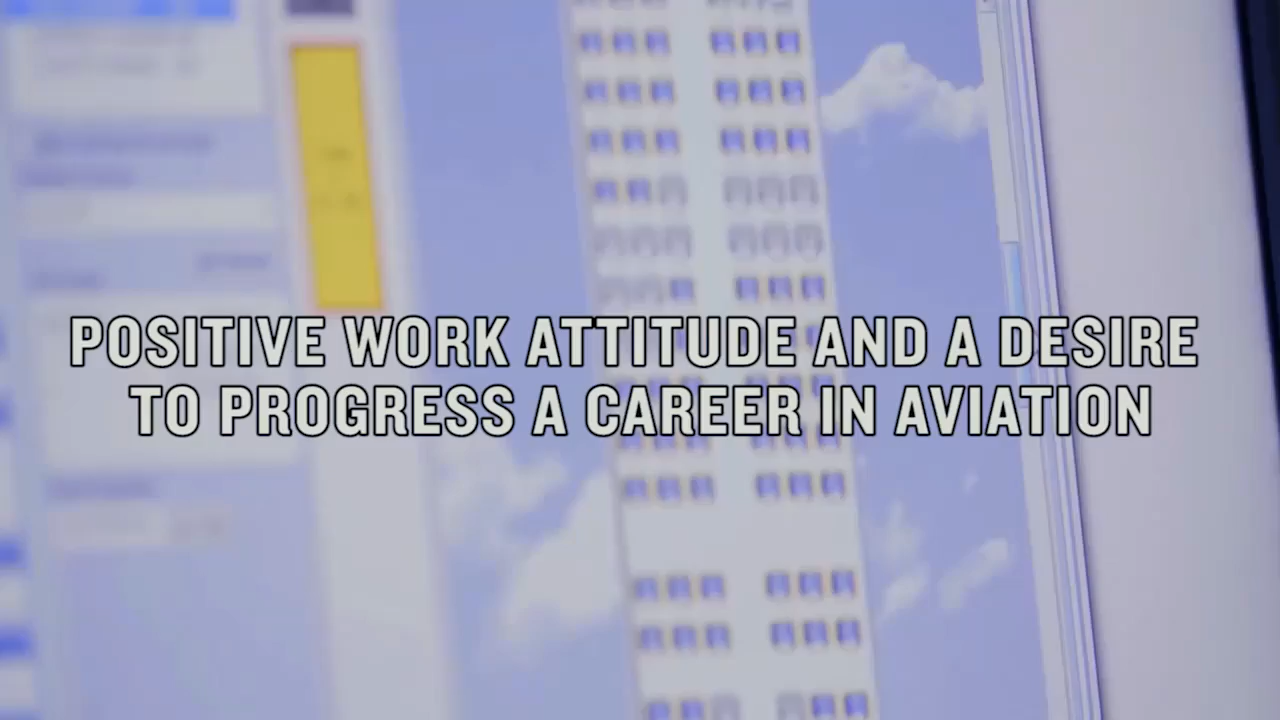 POSITIVE WORK ATTITUDE AND A DESIRE
TO PROGRESS A CAREER IN AVIATION